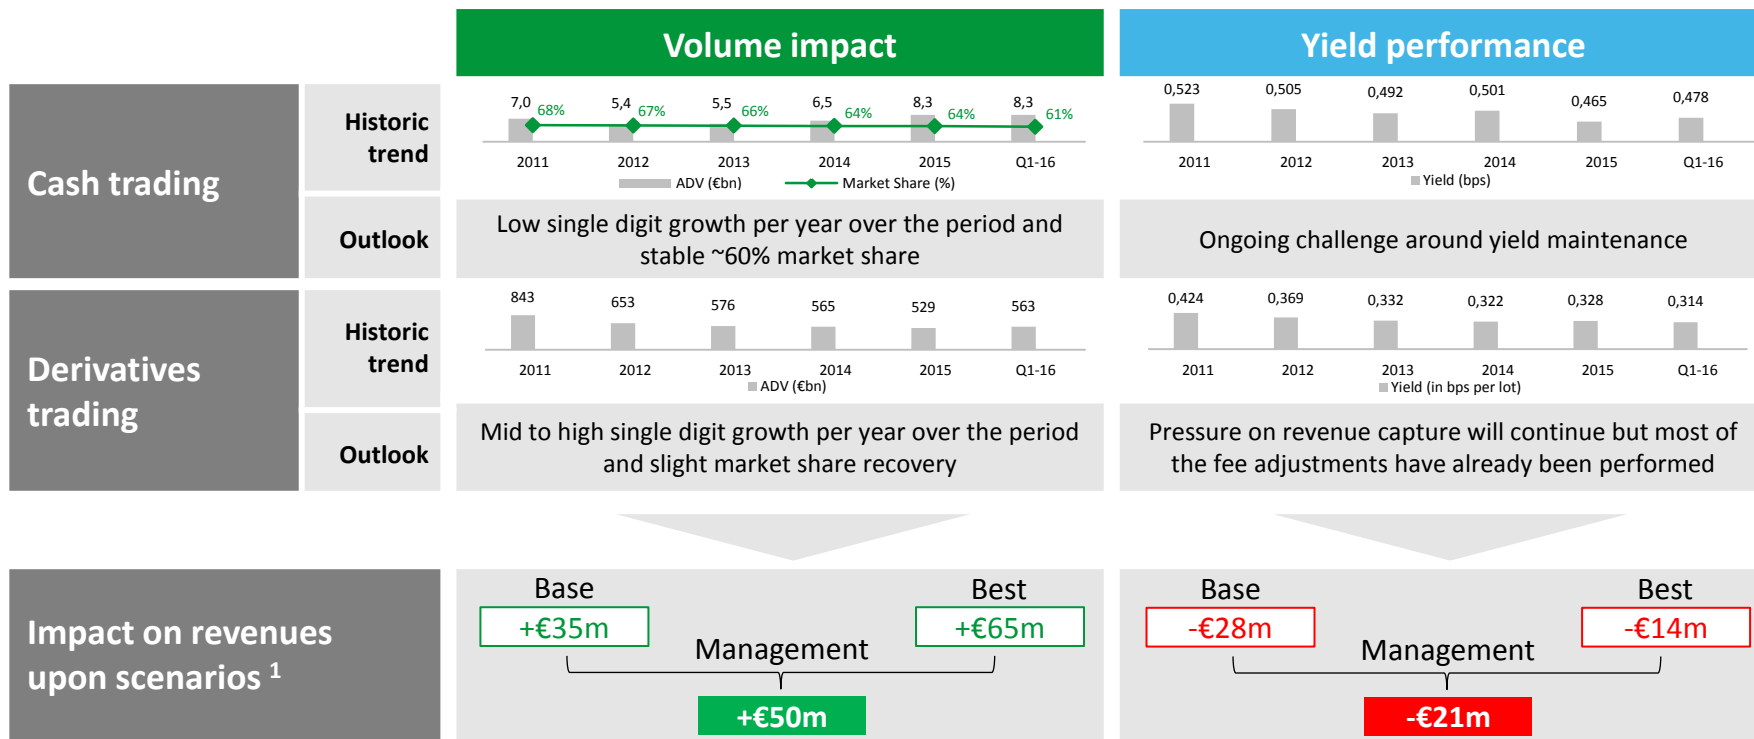 Volume impact
Yield performance
Cash trading
Historic
trend
7,0 5,4 5,5 6,5 8,3 8,3
68% 67% 66% 64% 64% 61%
2011 2012 2013 2014 2015 Q1-16
ADV (€bn) Market Share (%)
0,523 0,505 0,492 0,501 0,465 0,478
2011 2012 2013 2014 2015 Q1-16
Yield (bps)
Outlook
Low single digit growth per year over the period and
stable ~60% market share
Ongoing challenge around yield maintenance
Derivatives
trading
Historic
trend
843 653 576 565 529 563
2011 2012 2013 2014 2015 Q1-16
ADV (€bn)
0,424 0,369 0,332 0,322 0,328 0,314
2011 2012 2013 2014 2015 Q1-16
Yield (in bps per lot)
Outlook
Mid to high single digit growth per year over the period
and slight market share recovery
Pressure on revenue capture will continue but most of
the fee adjustments have already been performed
Impact on revenues
upon scenarios 1
Base Best
+€35m +€65m
Management
+€50m
Base Best
-€28m -€14m
Management
-€21m